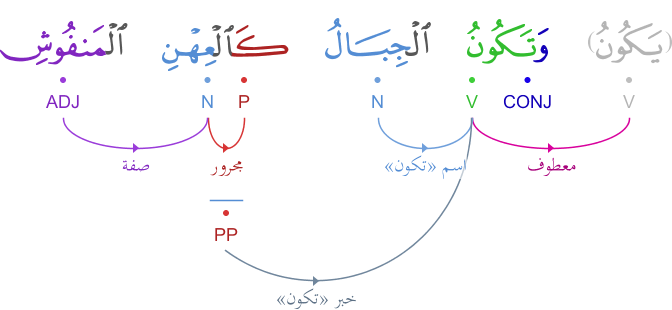 (يَكُونُ) وَتَكُونُ ٱلْجِبَالُ كَٱلْعِهْنِ ٱلْمَنفُوشِ
V CONJ V N P N ADJ
معطوف اسم «تكون» مجرور صفة
PP
خبر «تكون»